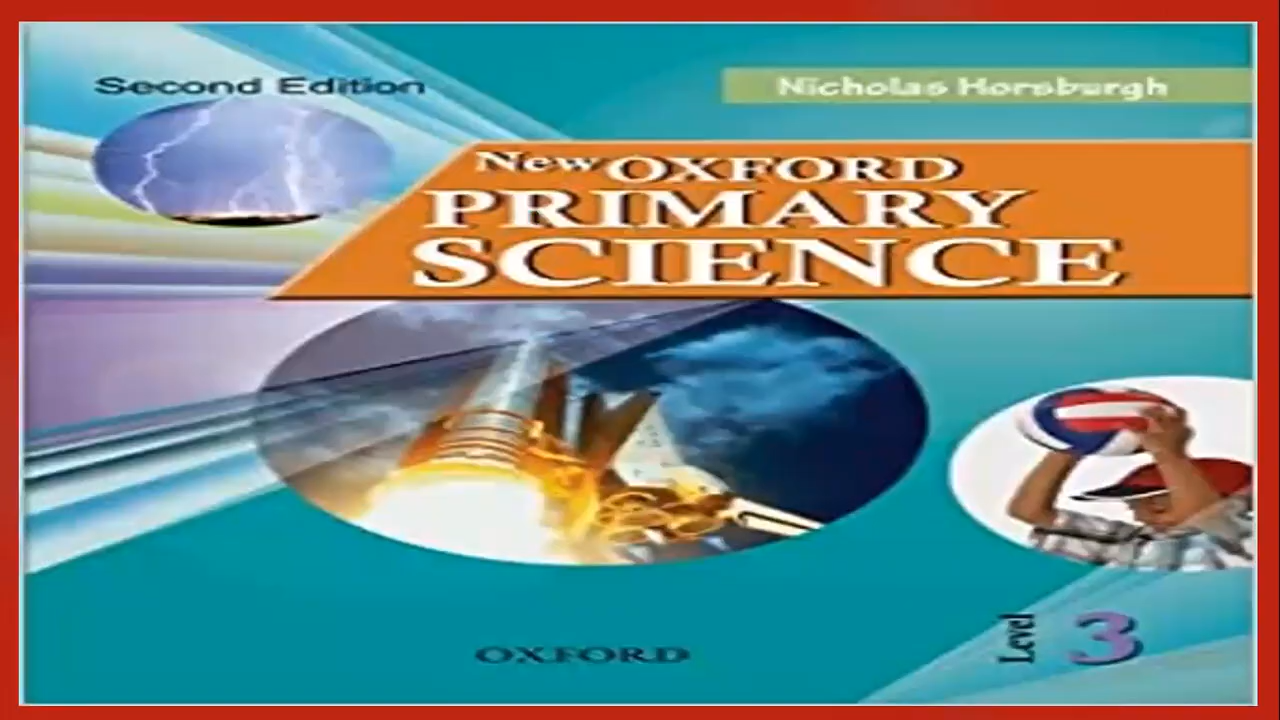 Second Edition
Nicholas Horsburgh
New OXFORD
PRIMARY
SCIENCE
OXFORD
Level 3